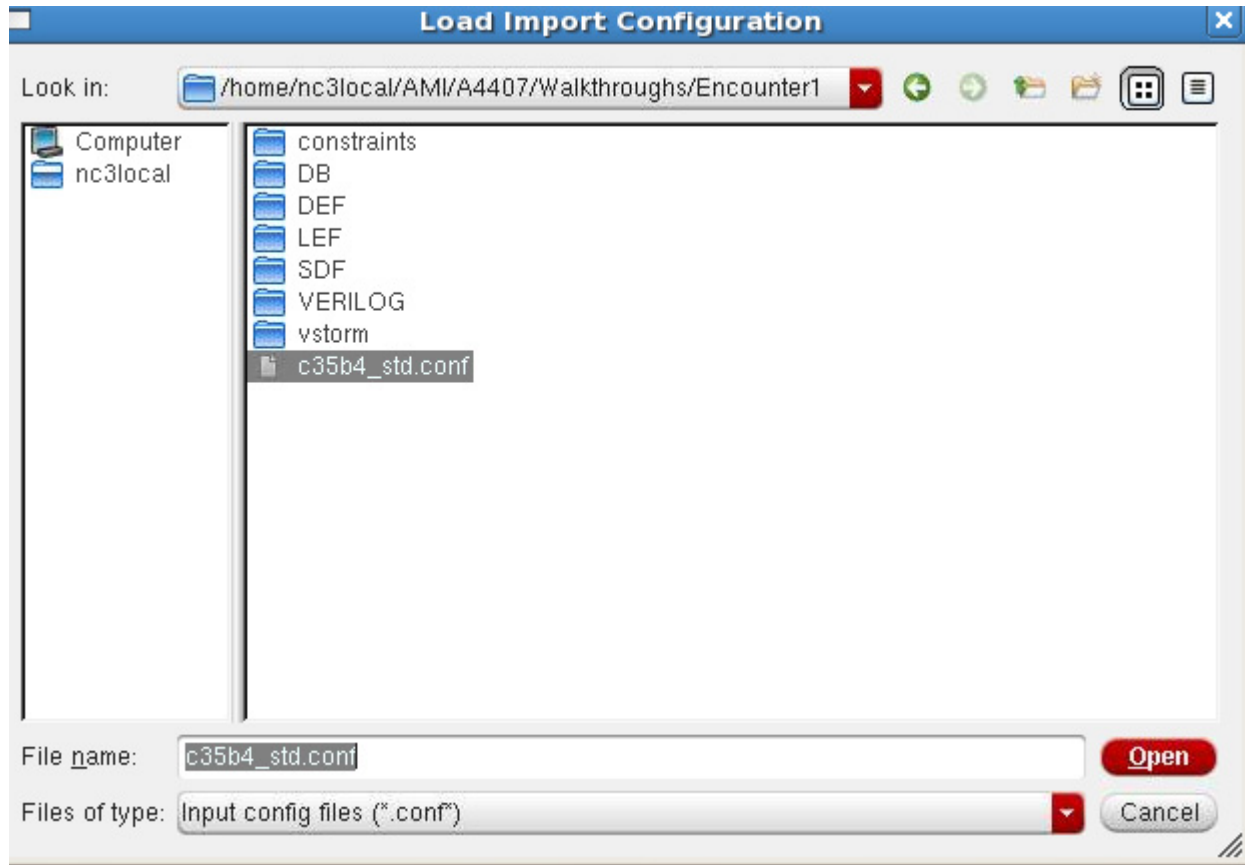 Load Import Configuration
Look in: /home/nc3local/AMI/A4407/Walkthroughs/Encounter1
Computer
nc3local
constraints
DB
DEF
LEF
SDF
VERILOG
vstorm
c35b4_std.conf
File name: c35b4_std.conf
Open
Files of type: Input config files (*.conf*)
Cancel